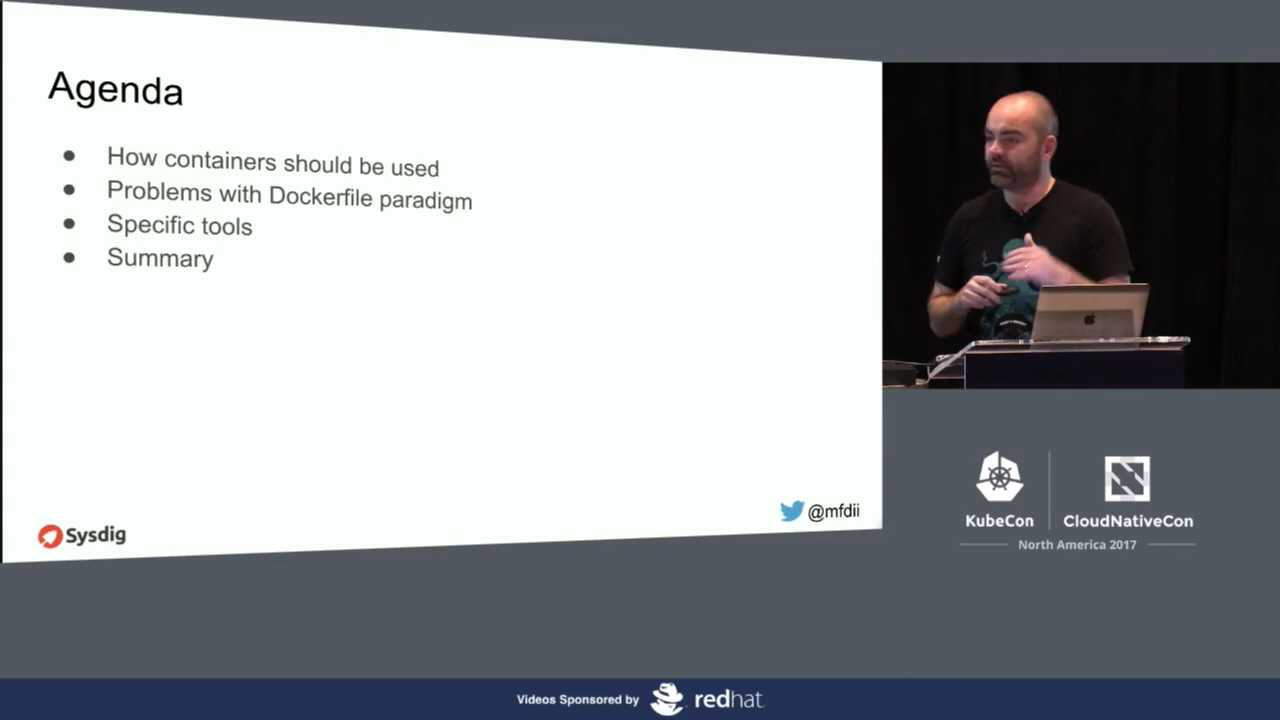 Agenda
How containers should be used
Problems with Dockerfile paradigm
Specific tools
Summary
@mfdii
Sysdig
KubeCon
CloudNativeCon
North America 2017
Videos Sponsored by
redhat